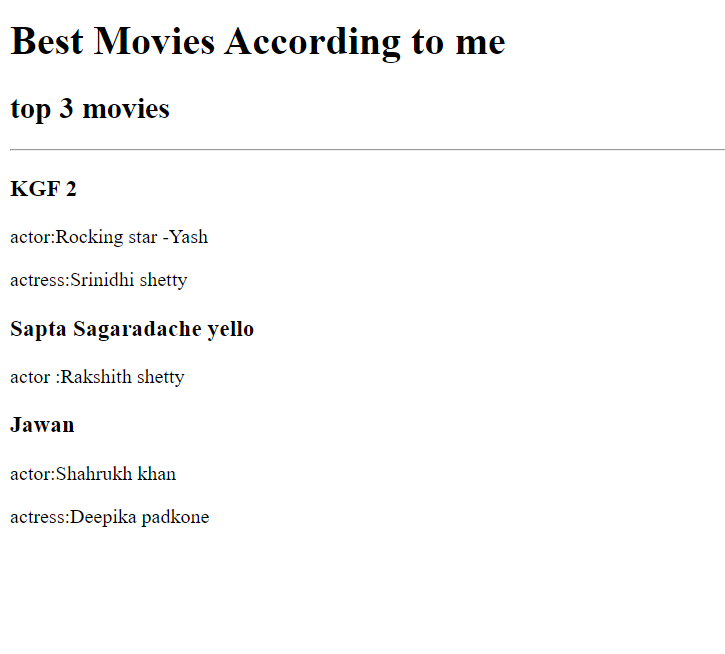 Best Movies According to me
top 3 movies
KGF 2
actor:Rocking star -Yash
actress:Srinidhi shetty
Sapta Sagaradache yello
actor :Rakshith shetty
Jawan
actor:Shahrukh khan
actress:Deepika padkone